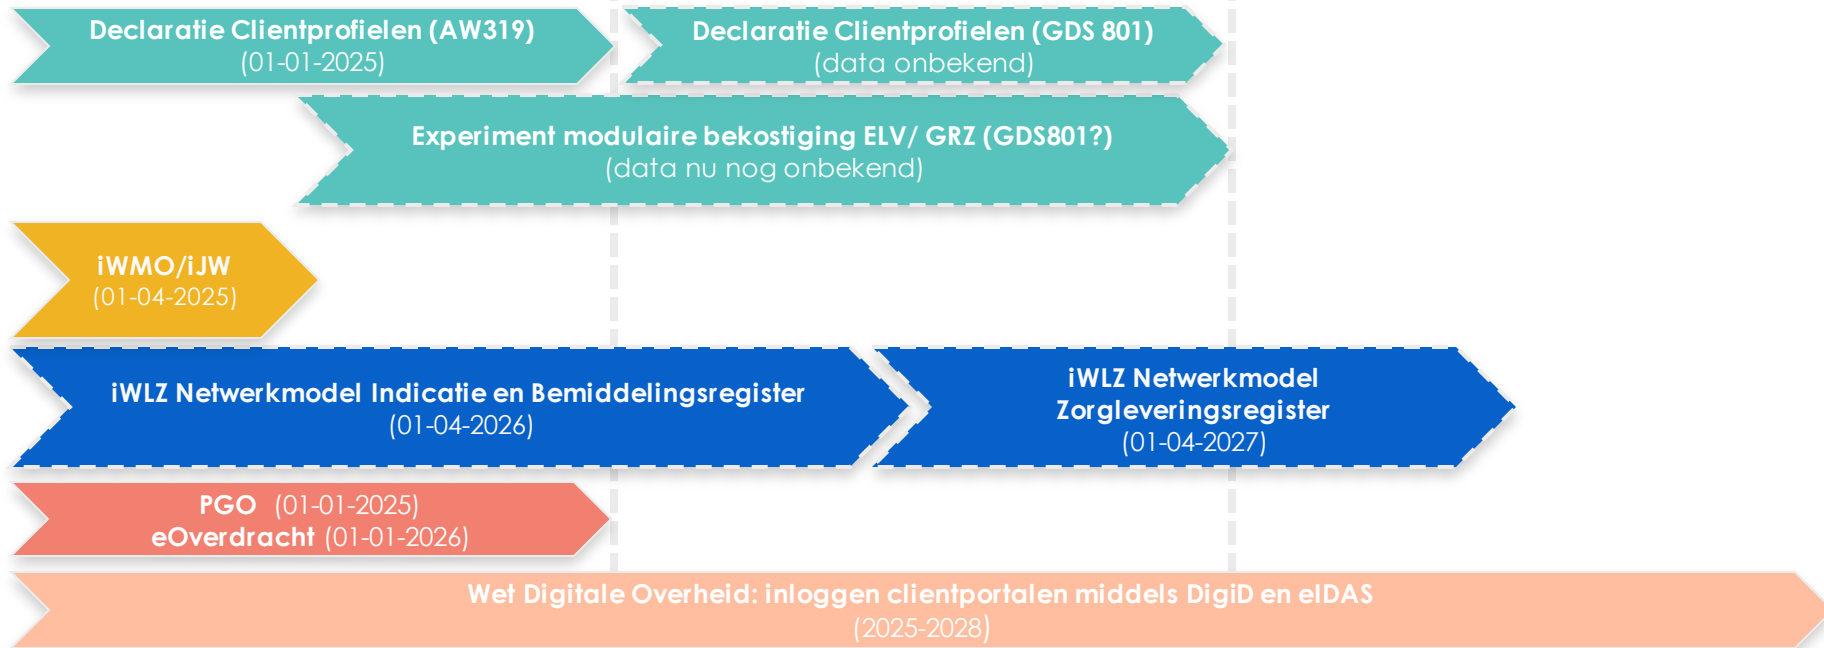 Declaratie Clientprofielen (AW319)
(01-01-2025)
Declaratie Clientprofielen (GDS 801)
(data onbekend)
Experiment modulaire bekostiging ELV/ GRZ (GDS801?)
(data nu nog onbekend)
iWMO/iJW
(01-04-2025)
iWLZ Netwerkmodel Indicatie en Bemiddelingsregister
(01-04-2026)
iWLZ Netwerkmodel
Zorgleveringsregister
(01-04-2027)
PGO (01-01-2025)
eOverdracht (01-01-2026)
Wet Digitale Overheid: inloggen clientportalen middels DigiD en eIDAS
(2025-2028)